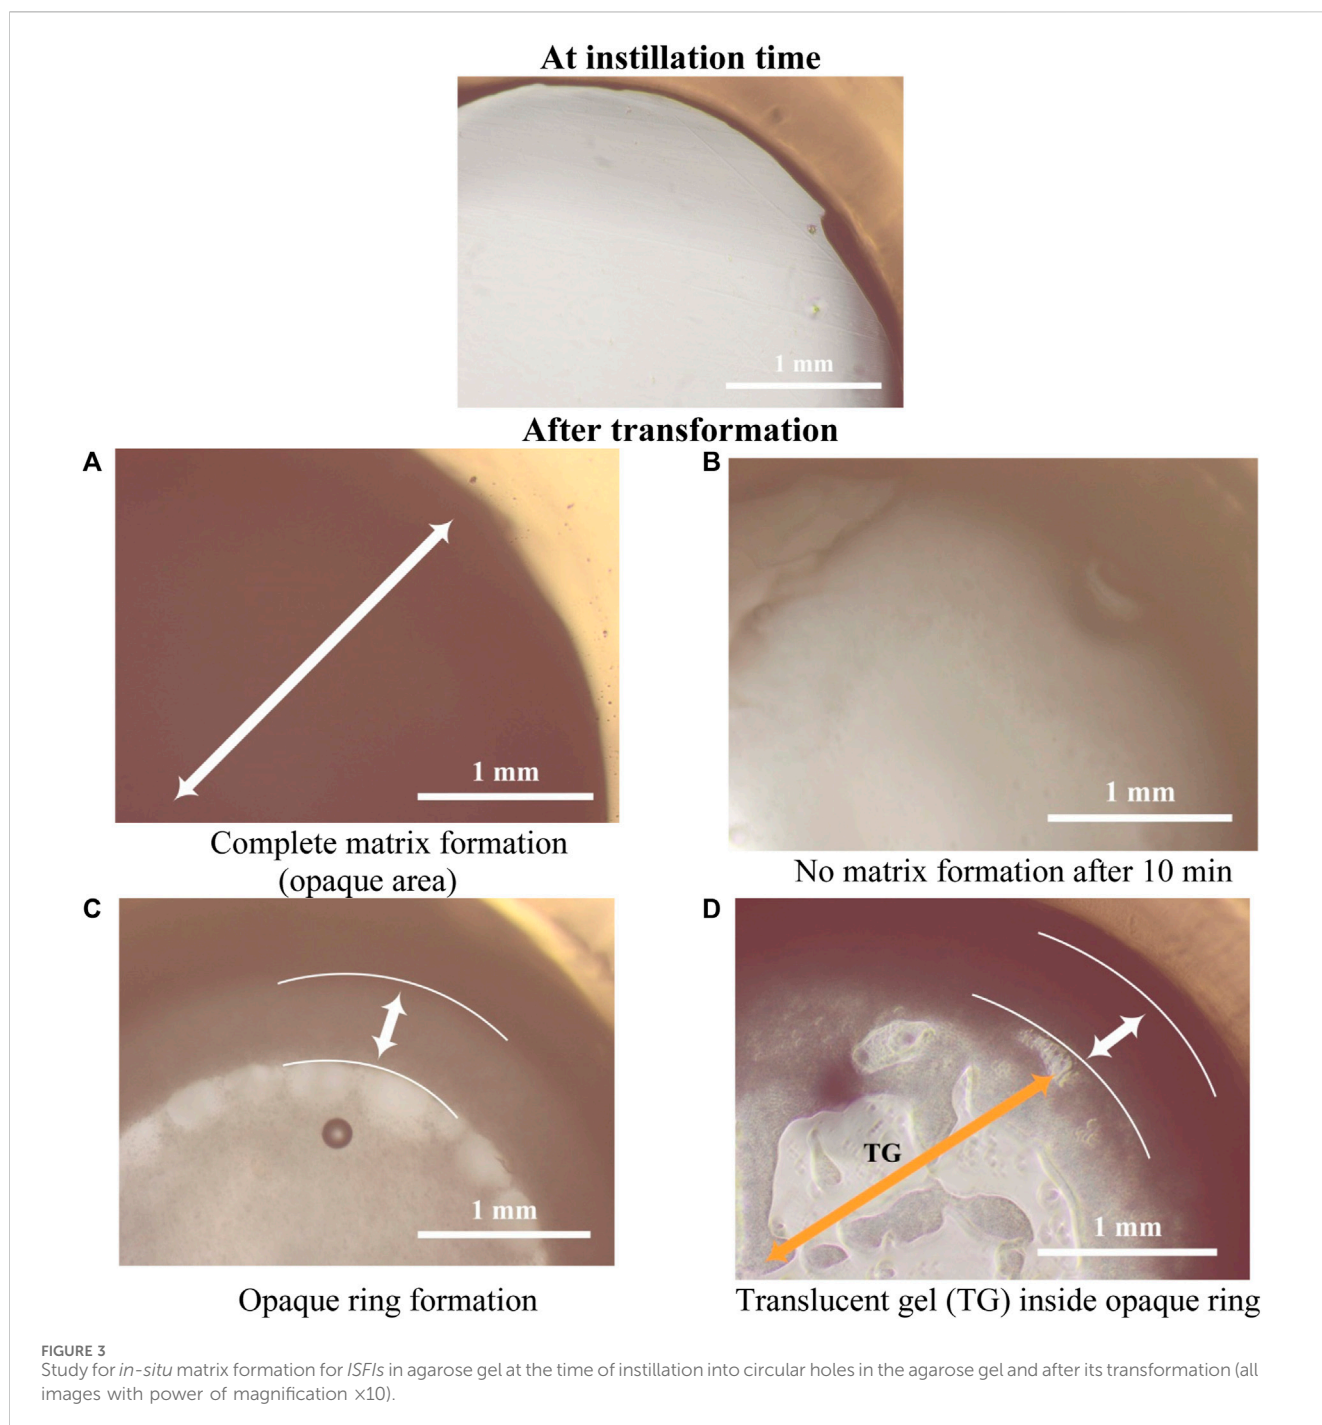 At instillation time
1 mm
After transformation
A
B
1 mm
1 mm
Complete matrix formation
(opaque area)
No matrix formation after 10 min
C
D
TG
1 mm
1 mm
Opaque ring formation
Translucent gel (TG) inside opaque ring
FIGURE 3
Study for in-situ matrix formation for ISFIs in agarose gel at the time of instillation into circular holes in the agarose gel and after its transformation (all
images with power of magnification ×10).